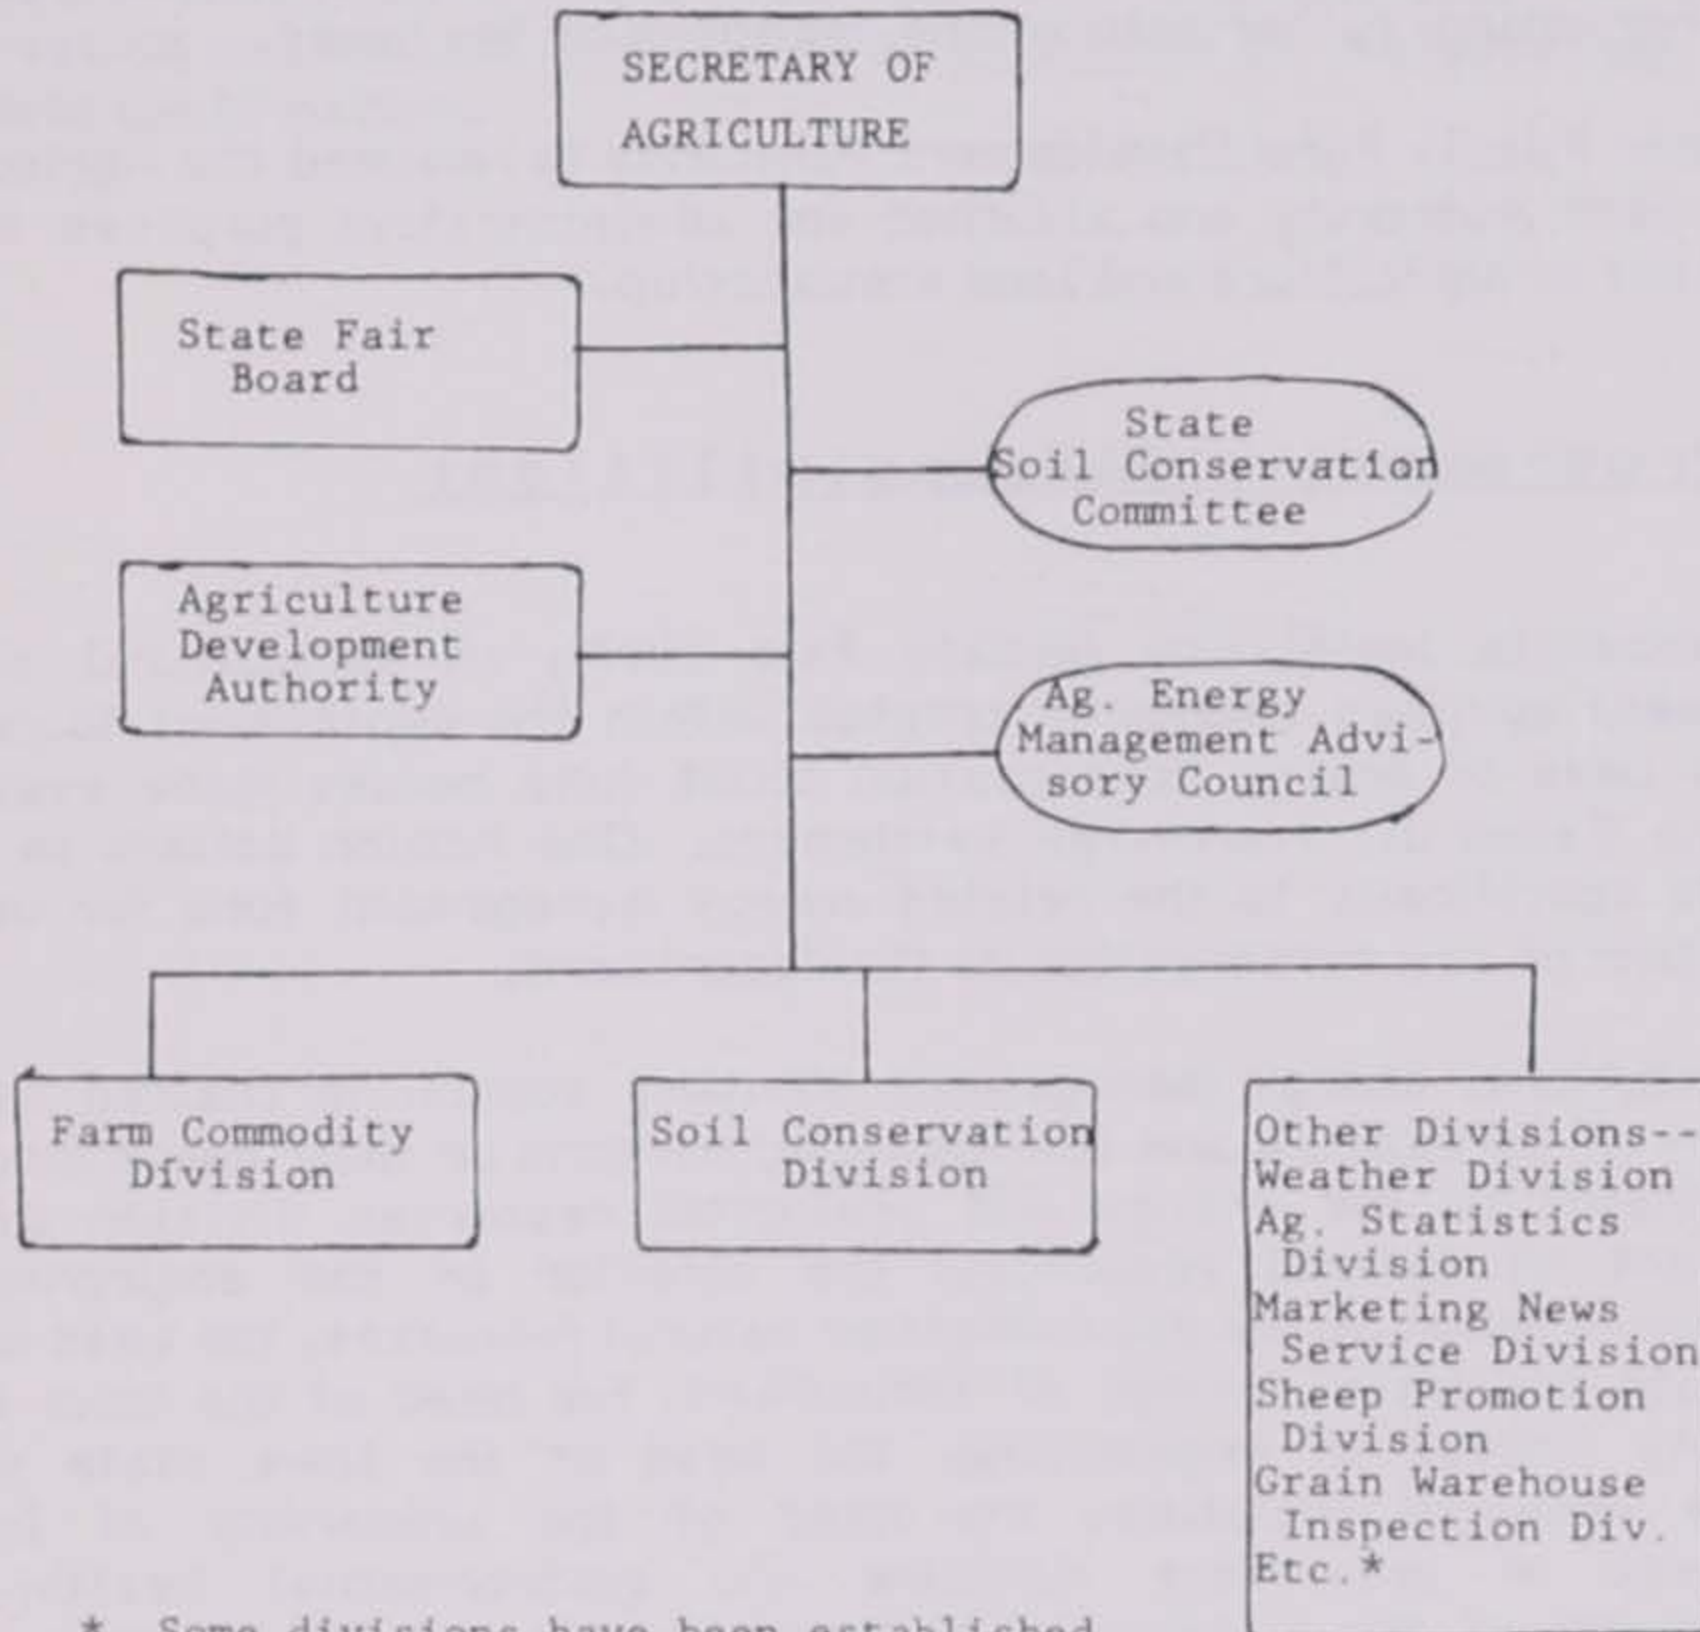 SECRETARY OF
AGRICULTURE
State Fair
Board
State
Soil Conservation
Committee
Agriculture
Development
Authority
Ag. Energy
Management Advi-
sory Council
Farm Commodity
Division
Soil Conservation
Division
Other Divisions--
Weather Division
Ag. Statistics
Division
Marketing News
Service Division
Sheep Promotion
Division
Grain Warehouse
Inspection Div.
Etc.*
* Some divisions have been established